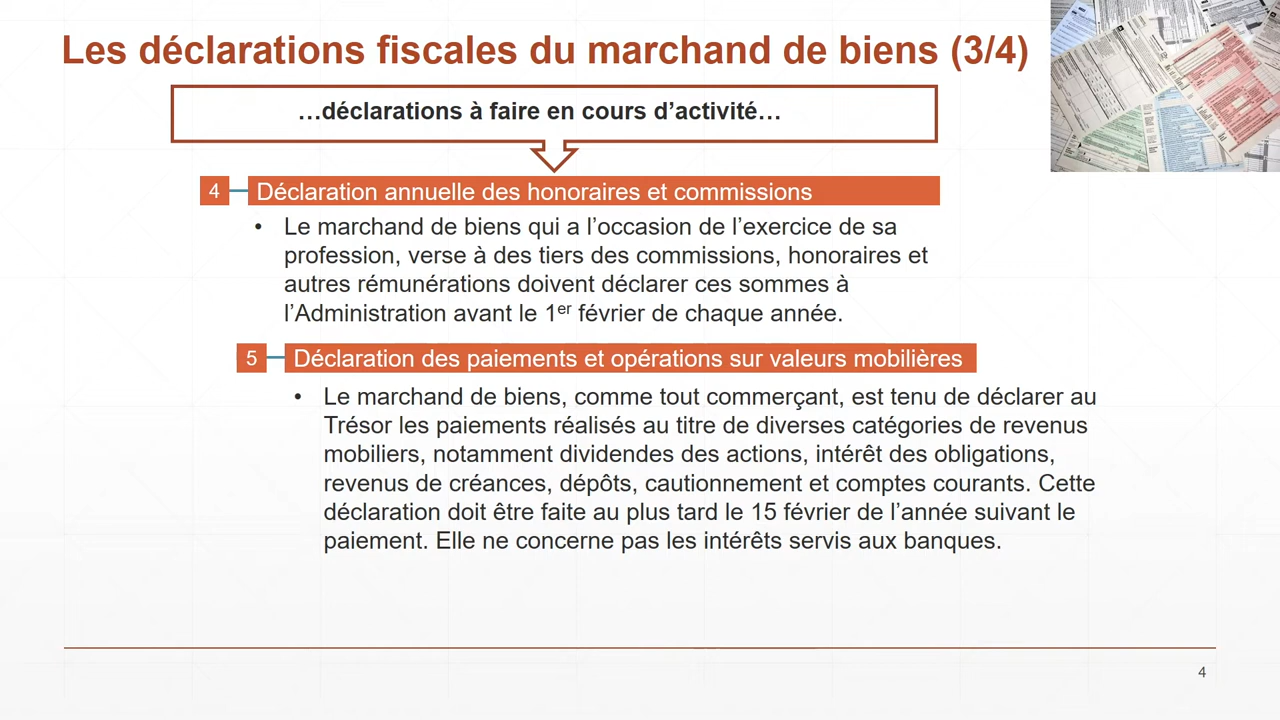 Les déclarations fiscales du marchand de biens (3/4)
…déclarations à faire en cours d’activité…
4
Déclaration annuelle des honoraires et commissions
• Le marchand de biens qui a l’occasion de l’exercice de sa
profession, verse à des tiers des commissions, honoraires et
autres rémunérations doivent déclarer ces sommes à
l’Administration avant le 1er février de chaque année.
5
Déclaration des paiements et opérations sur valeurs mobilières
• Le marchand de biens, comme tout commerçant, est tenu de déclarer au
Trésor les paiements réalisés au titre de diverses catégories de revenus
mobiliers, notamment dividendes des actions, intérêt des obligations,
revenus de créances, dépôts, cautionnement et comptes courants. Cette
déclaration doit être faite au plus tard le 15 février de l’année suivant le
paiement. Elle ne concerne pas les intérêts servis aux banques.
4